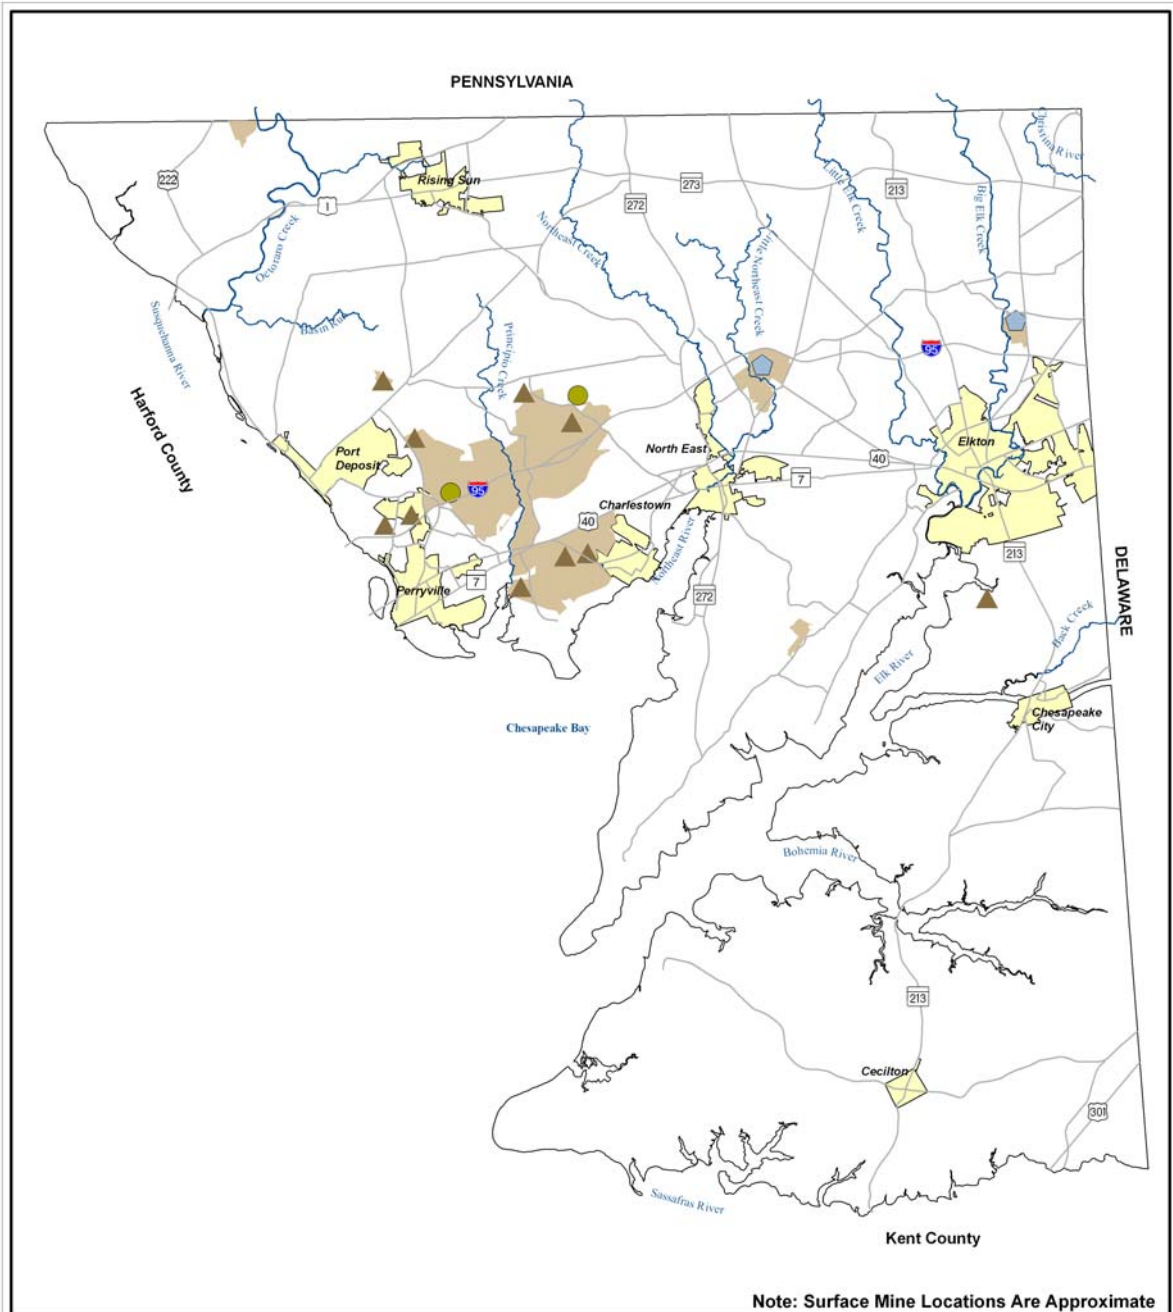 PENNSYLVANIA
Christina River
222
Rising Sun
273
213
1
272
Little Elk Creek
Big Elk Creek
Northeast Creek
Octoraro Creek
Little Northeast Creek
Basin Run
Susquehanna River
Principio Creek
95
Harford County
Elkton
North East
Port
Deposit
40
7
95
Charlestown
40
213
Northeast River
7
Perryville
272
DELAWARE
Back Creek
Elk River
Chesapeake
City
Chesapeake Bay
Bohemia River
213
Cecilton
301
Sassafras River
Kent County
Note: Surface Mine Locations Are Approximate